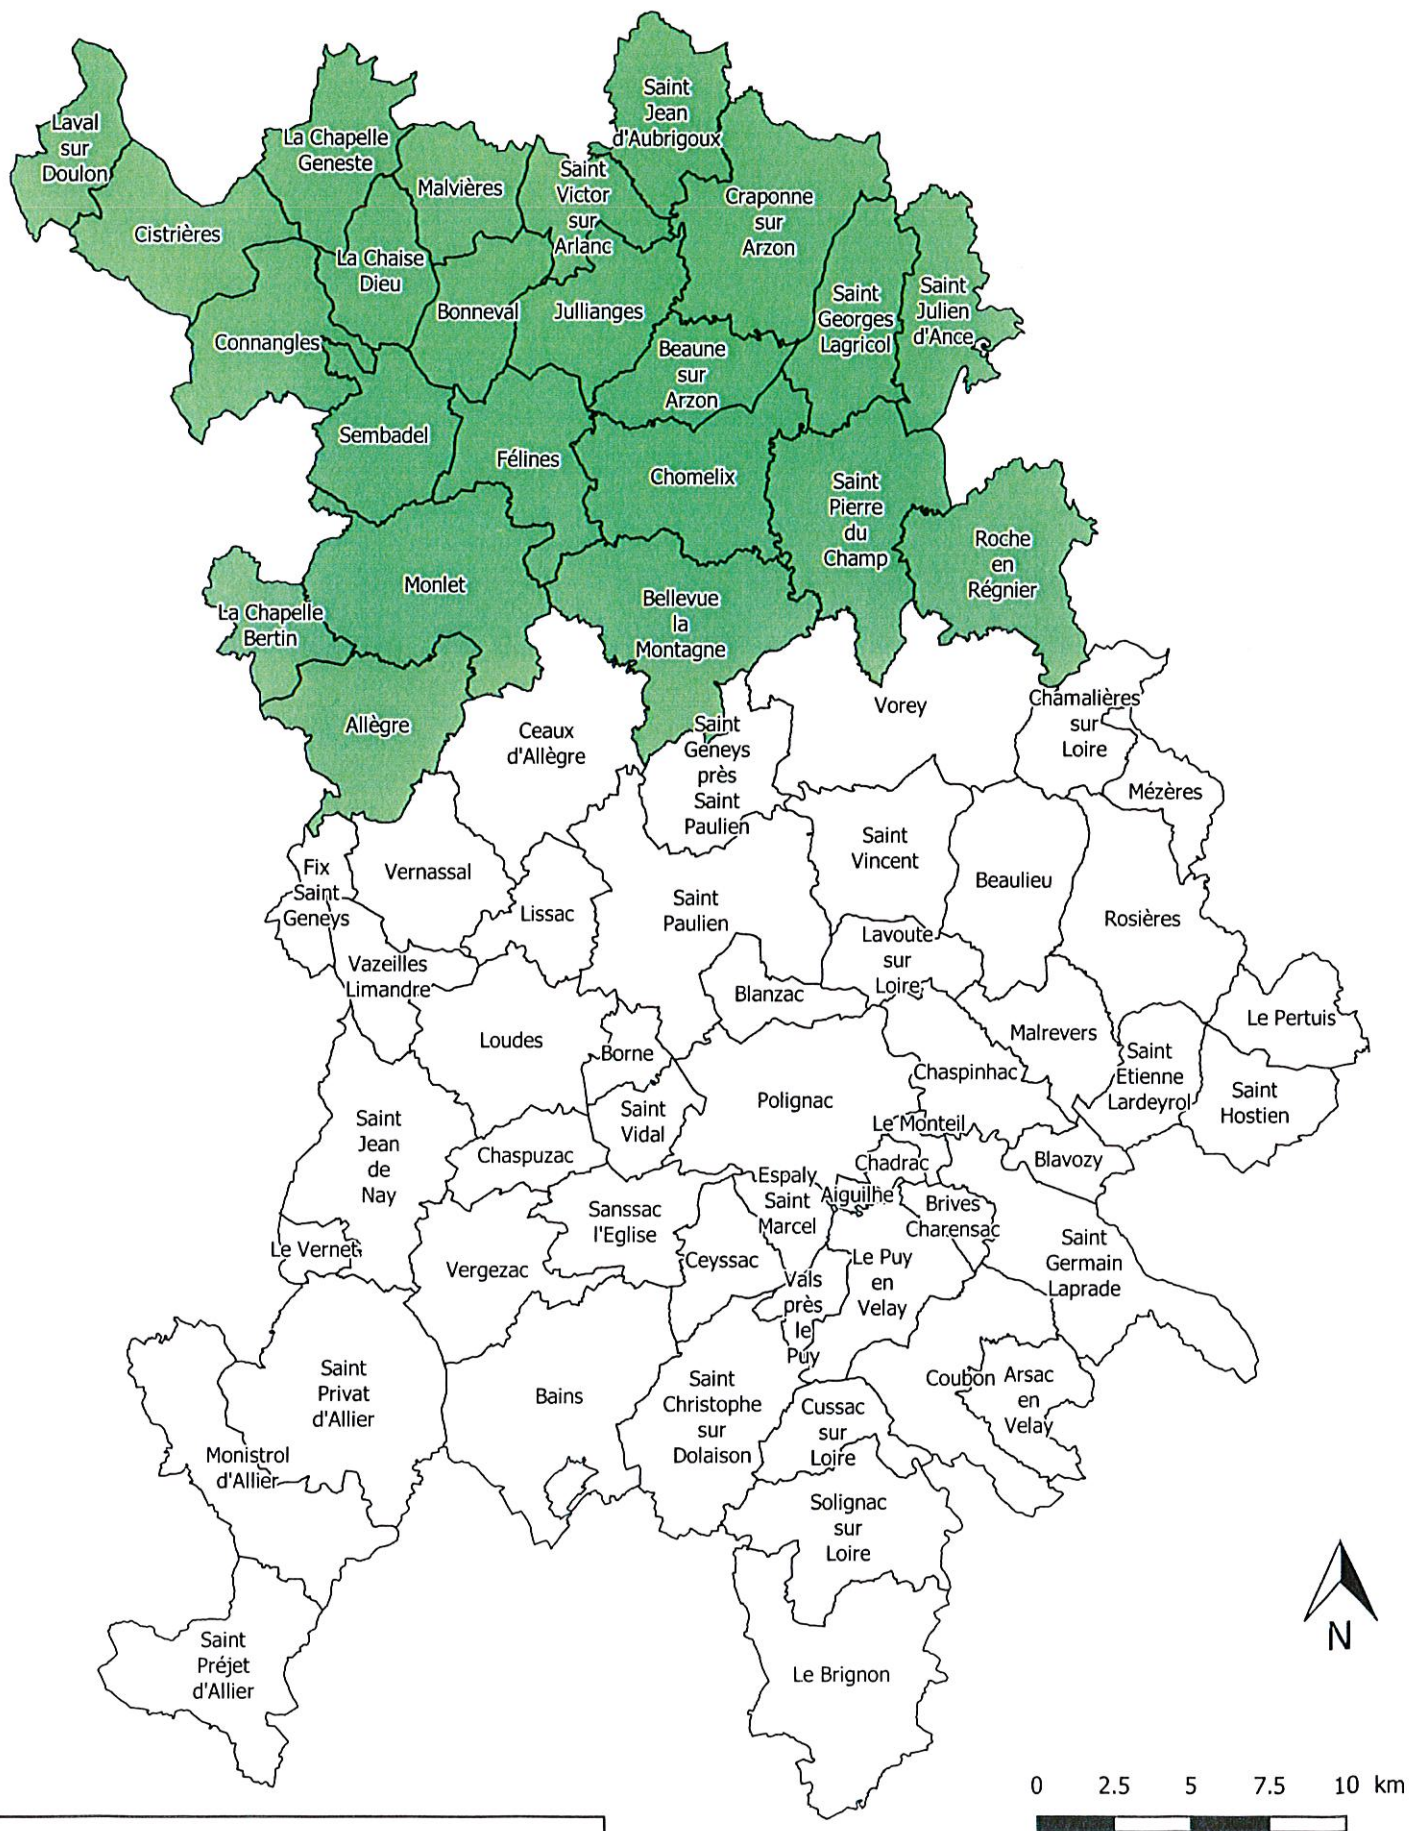 Laval
sur
Doulon
La Chapelle
Geneste
Saint
Jean
d'Aubrigoux
Malvières
Saint
Victor
sur
Arlanc
Craponne
sur
Arzon
Cistrières
La Chaise
Dieu
Bonneval
Jullianges
Saint
Georges
Lagricol
Saint
Julien
d'Ance
Connangles
Beaune
sur
Arzon
Sembadel
Félines
Chomelix
Saint
Pierre
du
Champ
Roche
en
Régnier
Monlet
La Chapelle
Bertin
Bellevue
la
Montagne
Allègre
Ceaux
d'Allègre
Saint
Geneys
près
Saint
Paulien
Vorey
Chamalières
sur
Loire
Mézères
Fix
Saint
Geneys
Vernassal
Lissac
Saint
Paulien
Saint
Vincent
Beaulieu
Rosières
Vazeilles
Limandre
Lavoute
sur
Loire
Blanzac
Loudes
Borne
Malrevers
Le Pertuis
Saint
Etienne
Lardeyrol
Saint
Hostien
Chaspinhac
Polignac
Saint
Vidal
Saint
Jean
de
Nay
Chaspuzac
Le Monteil
Chadrac
Blavozy
Espaly
Saint
Marcel
Aiguilhe
Brives
Charensac
Sanssac
l'Eglise
Ceyssac
Le Vernet
Vergezac
Vals
près
le
Puy
Le Puy
en
Velay
Saint
Germain
Laprade
Saint
Privat
d'Allier
Bains
Saint
Christophe
sur
Dolaison
Cussac
sur
Loire
Coubon
Arsac
en
Velay
Monistrol
d'Allier
Solignac
sur
Loire
Saint
Préjet
d'Allier
Le Brignon
N
0 2.5 5 7.5 10 km